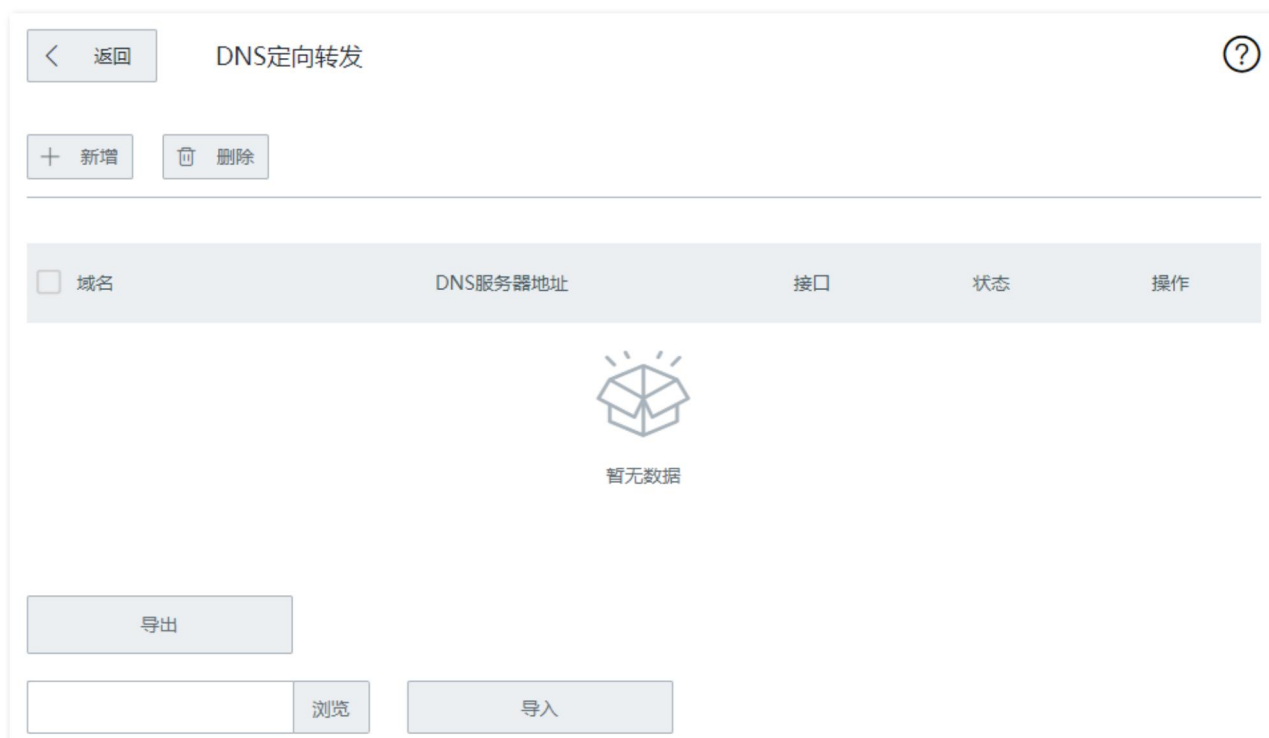 返回 DNS定向转发
新增 删除
域名 DNS服务器地址 接口 状态 操作
暂无数据
导出
浏览 导入